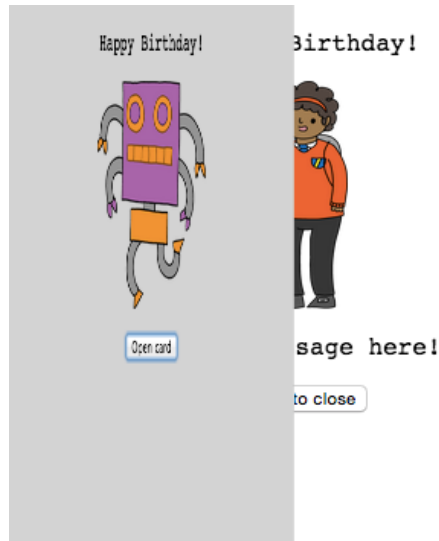 Happy Birthday!
Birthday!
Open card
sage here!
to close